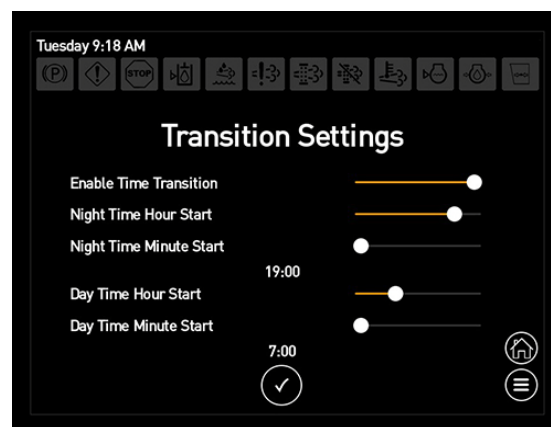 Tuesday 9:18 AM
(P) STOP
Transition Settings
Enable Time Transition
Night Time Hour Start
Night Time Minute Start
19:00
Day Time Hour Start
Day Time Minute Start
7:00